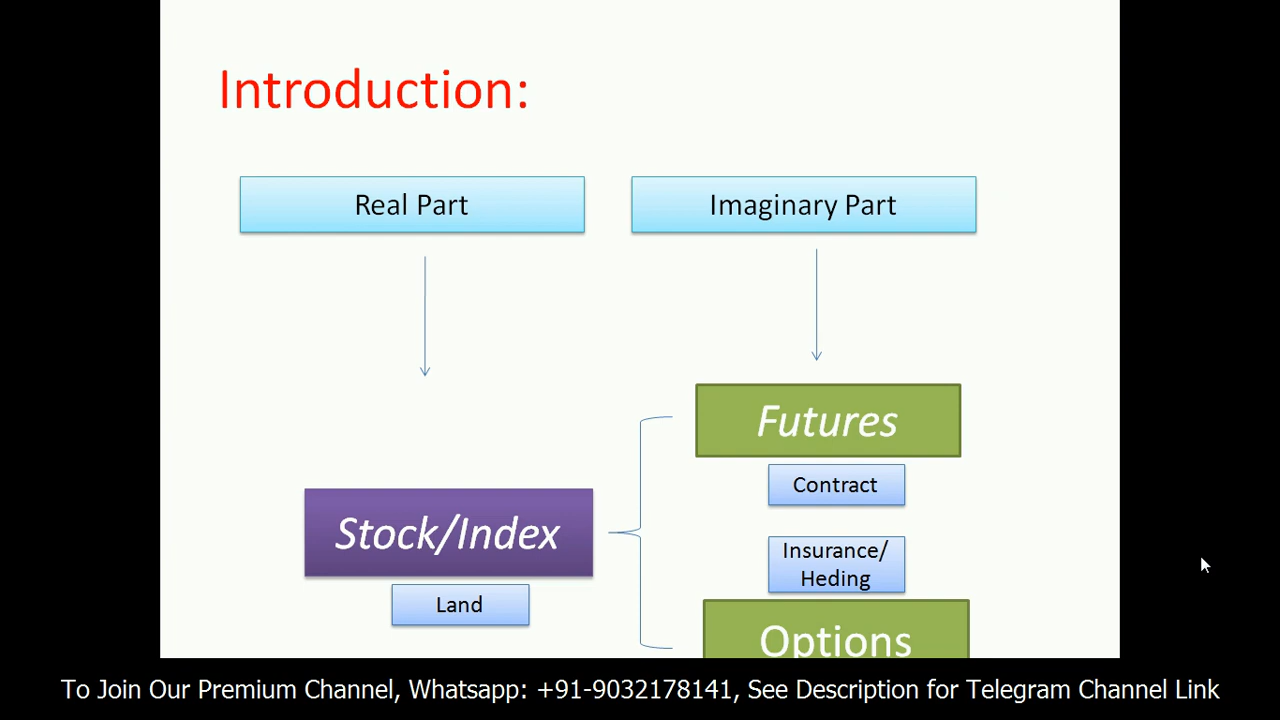 Introduction:
Real Part
Imaginary Part
Futures
Contract
Stock/Index
Land
Insurance/
Heding
Options
To Join Our Premium Channel, Whatsapp: +91-9032178141, See Description for Telegram Channel Link